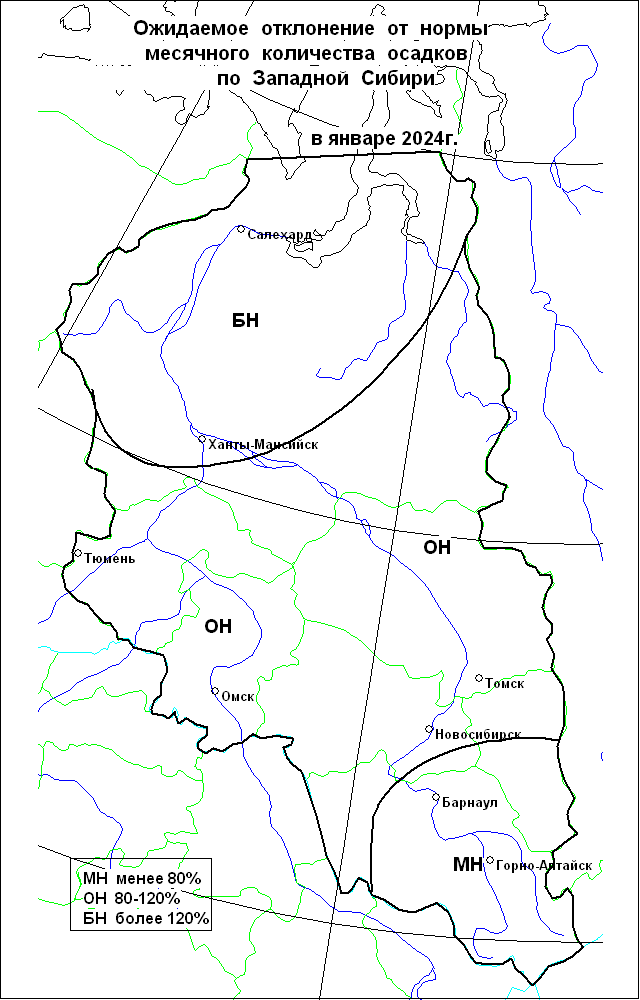 Ожидаемое отклонение от нормы
месячного количества осадков
по Западной Сибири
в январе 2024г.
Салехард
БН
Ханты-Мансийск
ОН
Тюмень
ОН
Томск
Омск
Новосибирск
Барнаул
МН
Горно-Алтайск
МН менее 80%
ОН 80-120%
БН более 120%